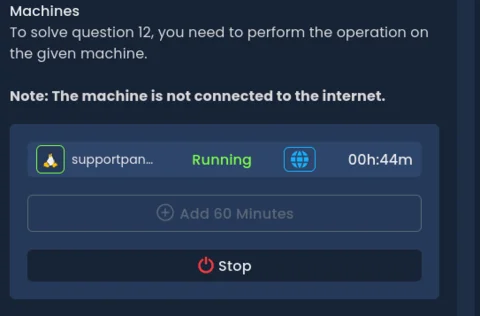 Machines
To solve question 12, you need to perform the operation on
the given machine.
Note: The machine is not connected to the internet.
supportpan... Running 00h:44m
Add 60 Minutes
Stop